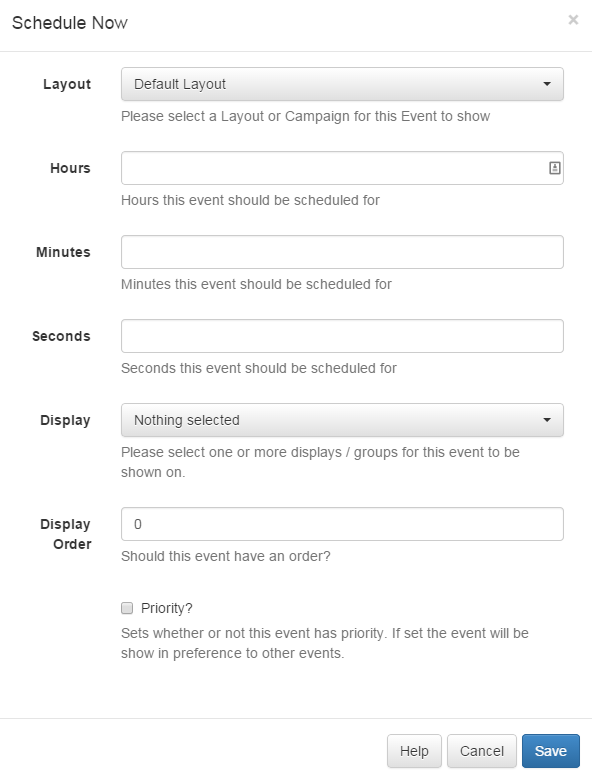 Schedule Now
×
Layout
Default Layout
Please select a Layout or Campaign for this Event to show
Hours
Hours this event should be scheduled for
Minutes
Minutes this event should be scheduled for
Seconds
Seconds this event should be scheduled for
Display
Nothing selected
Please select one or more displays / groups for this event to be
shown on.
Display
Order
0
Should this event have an order?
Priority?
Sets whether or not this event has priority. If set the event will be
show in preference to other events.
Help
Cancel
Save